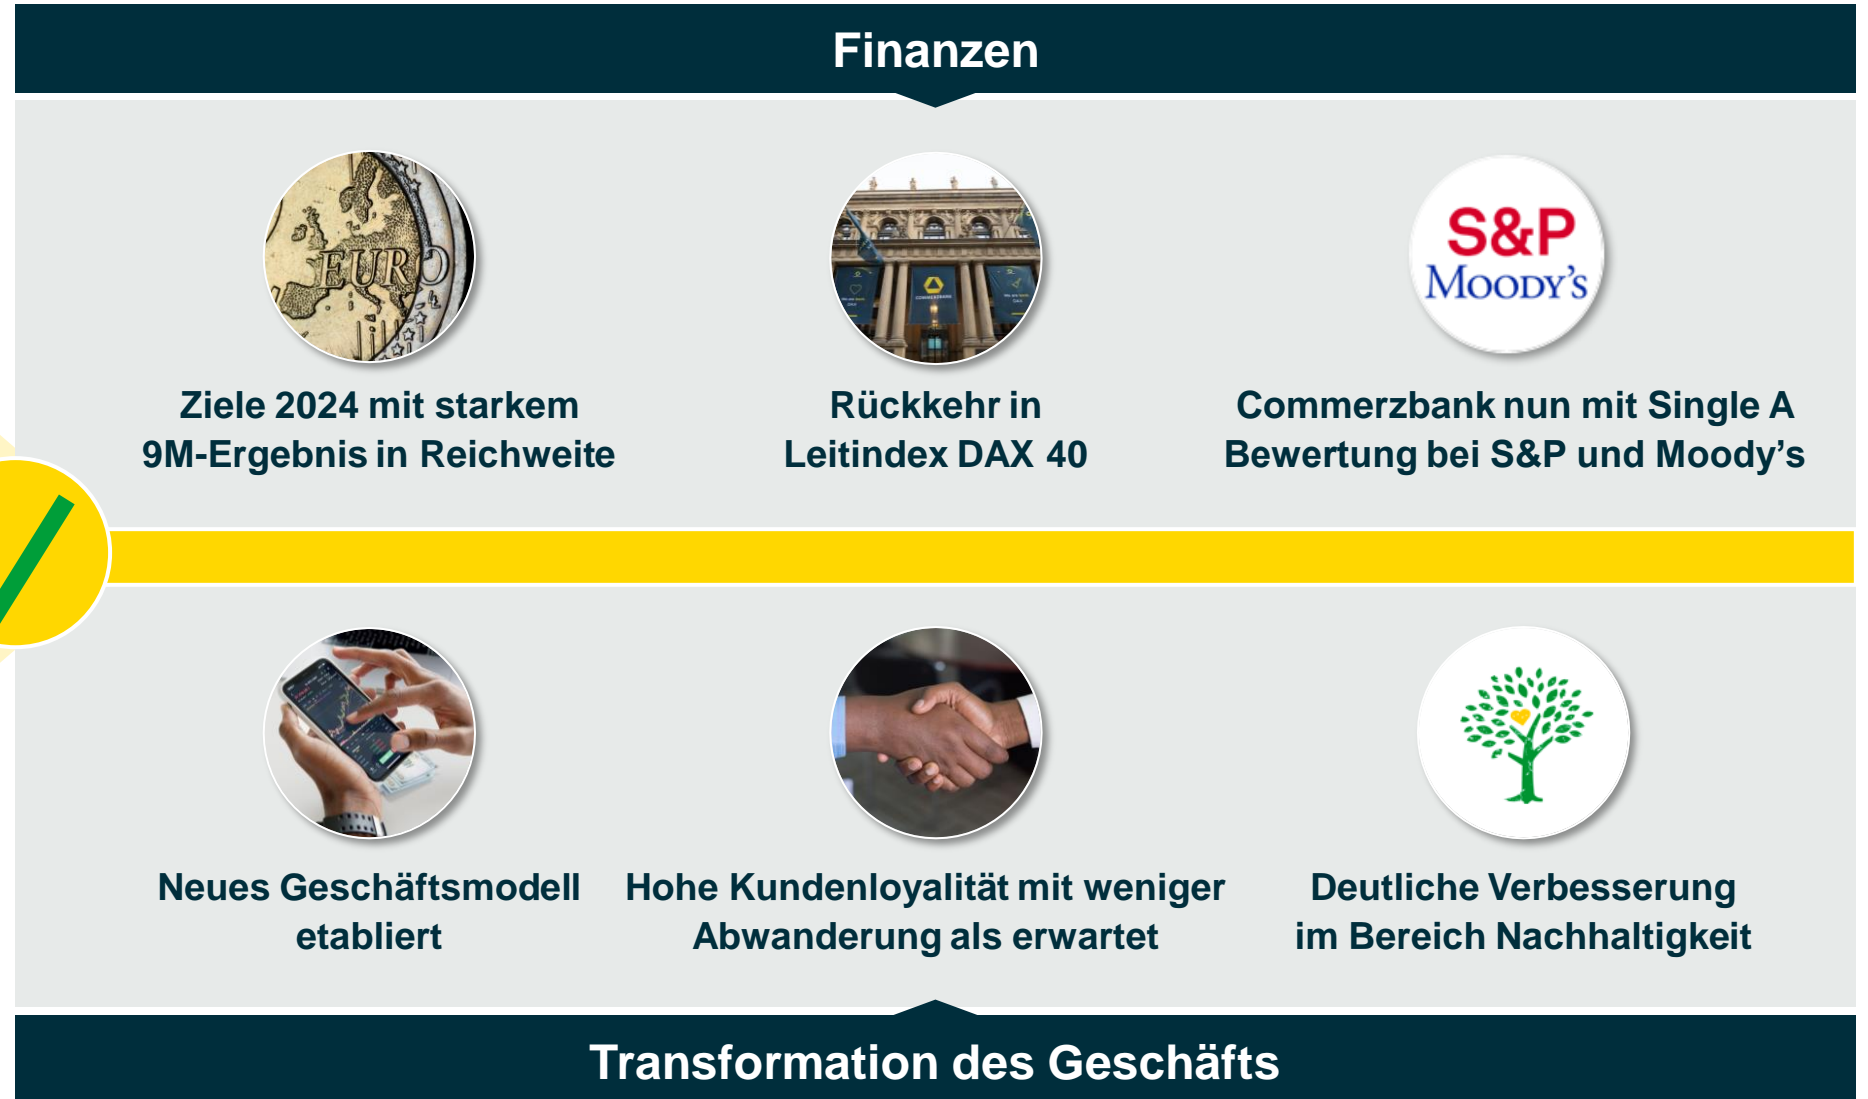 Finanzen
EURO
COMMERZBANK
S&P
MOODY'S
Ziele 2024 mit starkem
9M-Ergebnis in Reichweite
Rückkehr in
Leitindex DAX 40
Commerzbank nun mit Single A
Bewertung bei S&P und Moody's
Neues Geschäftsmodell
etabliert
Hohe Kundenloyalität mit weniger
Abwanderung als erwartet
Deutliche Verbesserung
im Bereich Nachhaltigkeit
Transformation des Geschäfts